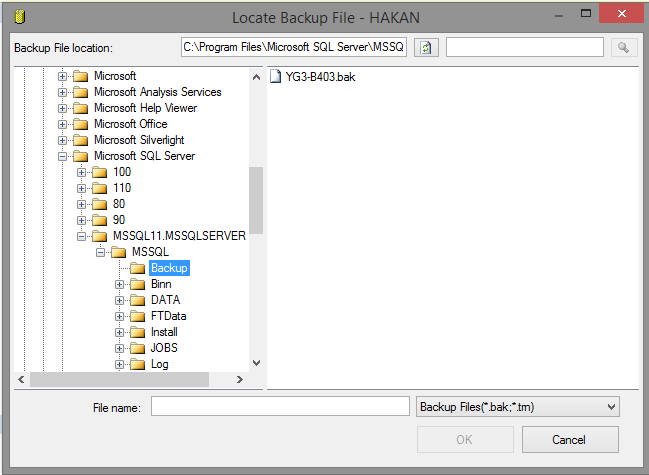 Locate Backup File - HAKAN
Backup File location:
C:\Program Files\Microsoft SQL Server\MSSQ
Microsoft
Microsoft Analysis Services
Microsoft Help Viewer
Microsoft Office
Microsoft Silverlight
Microsoft SQL Server
100
110
80
90
MSSQL11.MSSQLSERVER
MSSQL
Backup
Binn
DATA
FTData
Install
JOBS
Log
YG3-B403.bak
File name:
Backup Files(*.bak;*.trn)
OK
Cancel